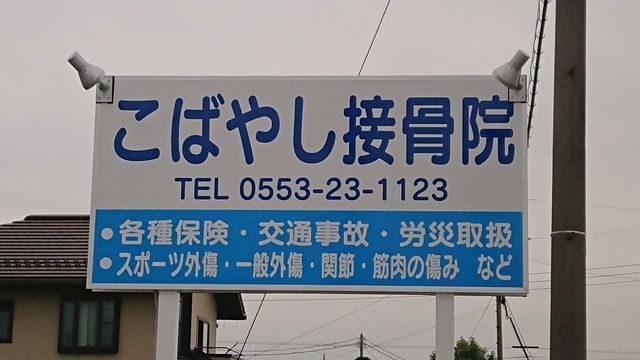 こばやし接骨院
TEL 0553-23-1123
●各種保険・交通事故・労災取扱
●スポーツ外傷・一般外傷・関節・筋肉の傷み など